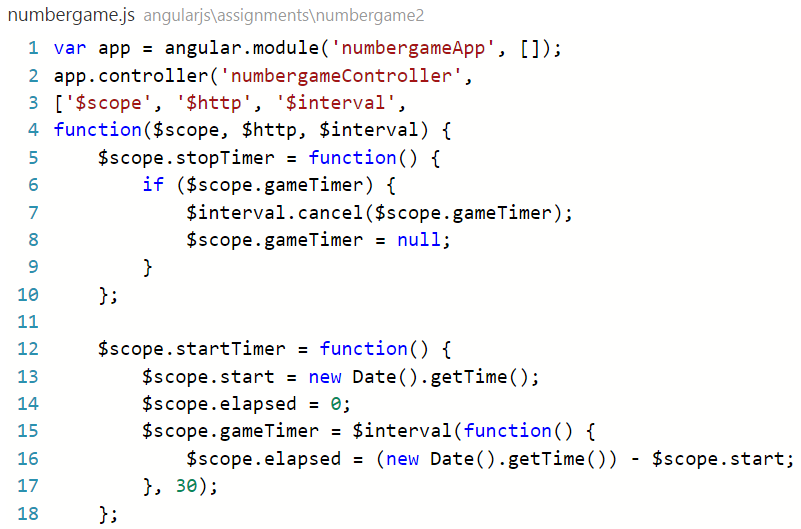 numbergame.js angularjs\assignments\numbergame2
1 var app = angular.module('numbergameApp', []);
2 app.controller('numbergameController',
3 ['$scope', '$http', '$interval',
4 function($scope, $http, $interval) {
5     $scope.stopTimer = function() {
6         if ($scope.gameTimer) {
7             $interval.cancel($scope.gameTimer);
8             $scope.gameTimer = null;
9         }
10     };
11
12     $scope.startTimer = function() {
13         $scope.start = new Date().getTime();
14         $scope.elapsed = 0;
15         $scope.gameTimer = $interval(function() {
16             $scope.elapsed = (new Date().getTime()) - $scope.start;
17         }, 30);
18     };